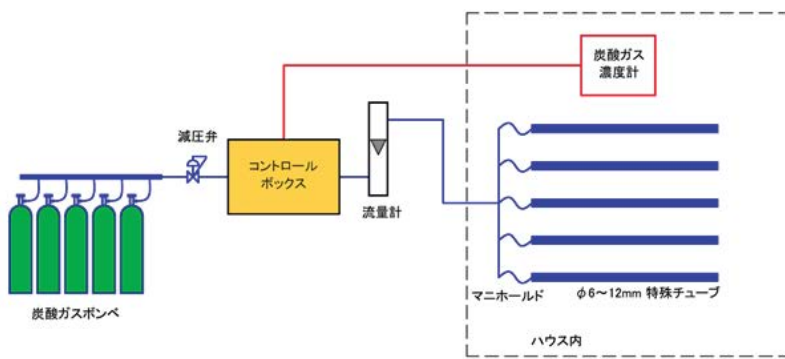 炭酸ガス
濃度計
減圧弁
コントロール
ボックス
流量計
マニホールド
φ6~12mm 特殊チューブ
炭酸ガスボンベ
ハウス内